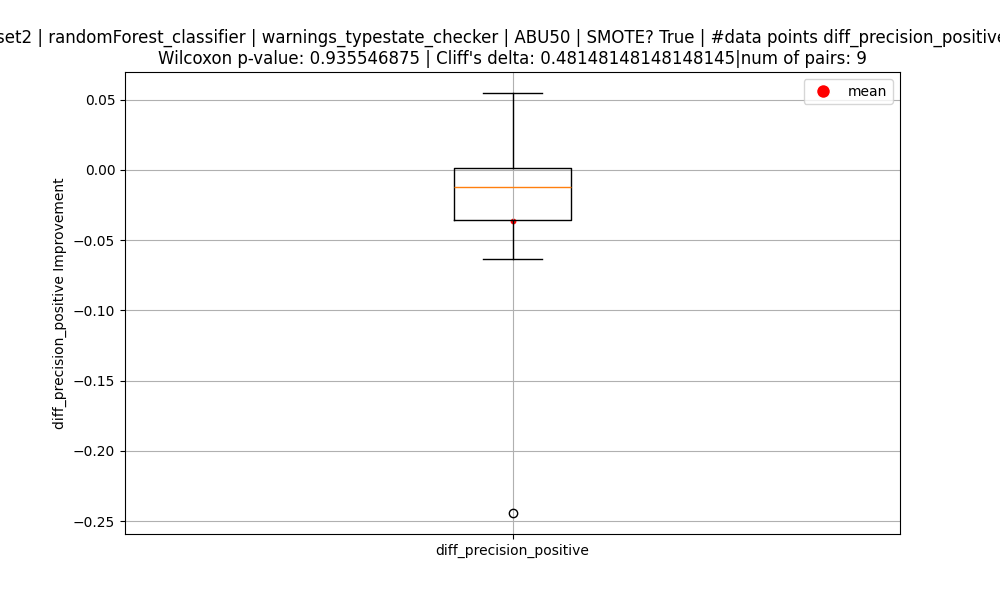 set2 | randomForest_classifier | warnings_typestate_checker | ABU50 | SMOTE? True | #data points diff_precision_positive
Wilcoxon p-value: 0.935546875 | Cliff's delta: 0.48148148148148145|num of pairs: 9
mean
0.05
0.00
−0.05
−0.10
−0.15
−0.20
−0.25
diff_precision_positive Improvement
diff_precision_positive